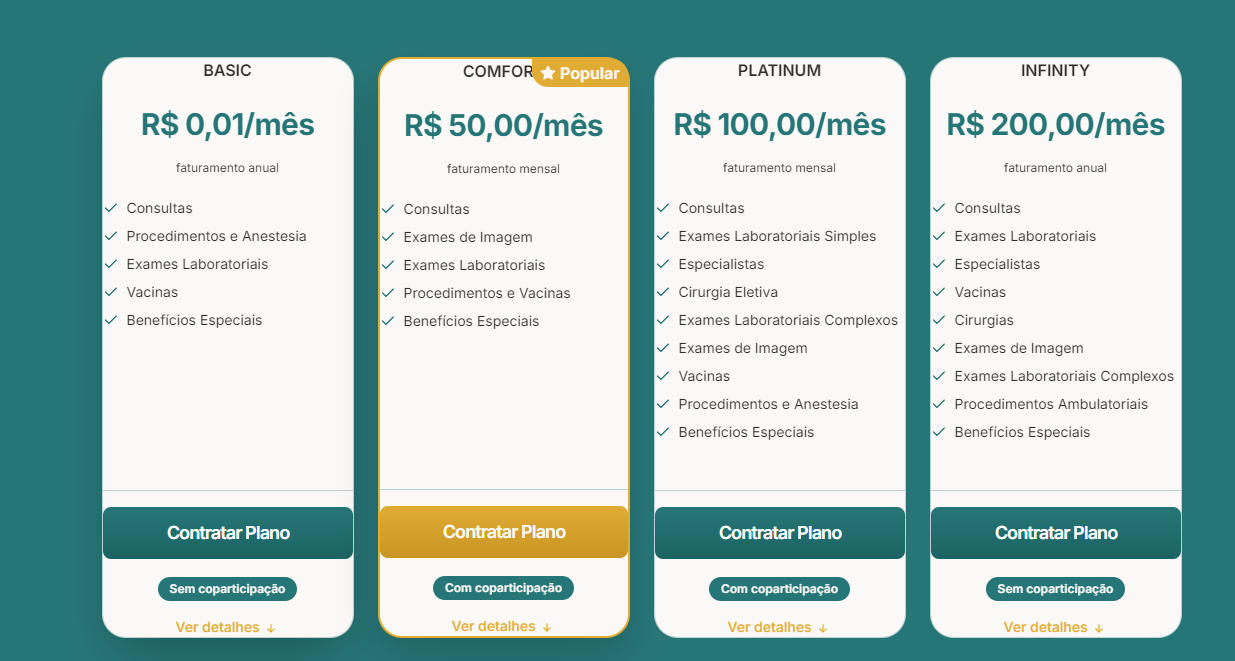 BASIC
R$ 0,01/mês
faturamento anual
Consultas
Procedimentos e Anestesia
Exames Laboratoriais
Vacinas
Benefícios Especiais
Contratar Plano
Sem coparticipação
Ver detalhes ↓
COMFOR
Popular
R$ 50,00/mês
faturamento mensal
Consultas
Exames de Imagem
Exames Laboratoriais
Procedimentos e Vacinas
Benefícios Especiais
Contratar Plano
Com coparticipação
Ver detalhes ↓
PLATINUM
R$ 100,00/mês
faturamento mensal
Consultas
Exames Laboratoriais Simples
Especialistas
Cirurgia Eletiva
Exames Laboratoriais Complexos
Exames de Imagem
Vacinas
Procedimentos e Anestesia
Benefícios Especiais
Contratar Plano
Com coparticipação
Ver detalhes ↓
INFINITY
R$ 200,00/mês
faturamento anual
Consultas
Exames Laboratoriais
Especialistas
Vacinas
Cirurgias
Exames de Imagem
Exames Laboratoriais Complexos
Procedimentos Ambulatoriais
Benefícios Especiais
Contratar Plano
Sem coparticipação
Ver detalhes ↓